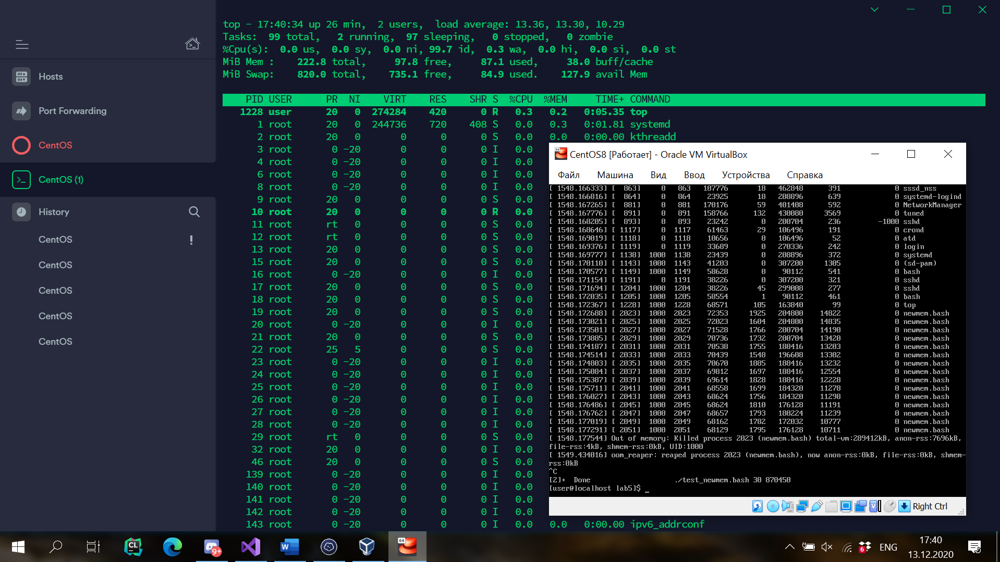 Hosts
Port Forwarding
CentOS
CentOS (1)
History
CentOS
!
CentOS
CentOS
CentOS
CentOS
top - 17:40:34 up 26 min,  2 users,  load average: 13.36, 13.30, 10.29
Tasks:  99 total,   2 running,  97 sleeping,   0 stopped,   0 zombie
%Cpu(s):  0.0 us,  0.0 sy,  0.0 ni, 99.7 id,  0.3 wa,  0.0 hi,  0.0 si,  0.0 st
MiB Mem :    222.8 total,     97.8 free,     87.1 used,     38.0 buff/cache
MiB Swap:    820.0 total,    735.1 free,     84.9 used.    127.9 avail Mem
PID USER      PR  NI    VIRT    RES    SHR S  %CPU  %MEM     TIME+ COMMAND
1228 user      20   0  274284    420      0 R   0.3   0.2   0:05.35 top
1 root      20   0  244736    720    408 S   0.0   0.3   0:01.81 systemd
2 root      20   0       0      0      0 S   0.0   0.0   0:00.00 kthreadd
3 root       0 -20       0      0      0 I   0.0
4 root       0 -20       0      0      0 I   0.0
6 root       0 -20       0      0      0 I   0.0
8 root       0 -20       0      0      0 I   0.0
9 root      20   0       0      0      0 S   0.0
10 root      20   0       0      0      0 R   0.0
11 root      rt   0       0      0      0 S   0.0
12 root      rt   0       0      0      0 S   0.0
13 root      20   0       0      0      0 S   0.0
15 root      20   0       0      0      0 S   0.0
16 root       0 -20       0      0      0 I   0.0
17 root      20   0       0      0      0 S   0.0
18 root      20   0       0      0      0 S   0.0
19 root      20   0       0      0      0 S   0.0
20 root       0 -20       0      0      0 I   0.0
21 root      20   0       0      0      0 S   0.0
22 root      25   5       0      0      0 S   0.0
23 root       0 -20       0      0      0 I   0.0
24 root       0 -20       0      0      0 I   0.0
25 root       0 -20       0      0      0 I   0.0
26 root       0 -20       0      0      0 I   0.0
27 root       0 -20       0      0      0 I   0.0
28 root       0 -20       0      0      0 I   0.0
29 root      rt   0       0      0      0 S   0.0
32 root      20   0       0      0      0 I   0.0
46 root      20   0       0      0      0 S   0.0
139 root       0 -20       0      0      0 I   0.0
140 root       0 -20       0      0      0 I   0.0
141 root       0 -20       0      0      0 I   0.0
142 root       0 -20       0      0      0 I   0.0
143 root       0 -20       0      0      0 I   0.0   0.0   0:00.00 ipv6_addrconf
CentOS8 [Работает] - Oracle VM VirtualBox
Файл Машина Вид Ввод Устройства Справка
[ 1548.166333] [  863]     0   863   107776       18   462848      391             0 sssd_nss
[ 1548.166816] [  864]     0   864    23925       18   208896      639             0 systemd-logind
[ 1548.167265] [  881]     0   881   170176       59   401408      592             0 NetworkManager
[ 1548.167776] [  891]     0   891   158766      132   430080     3569             0 tuned
[ 1548.168205] [  893]     0   893    23242        0   200704      236         -1000 sshd
[ 1548.168646] [ 1117]     0  1117    61463       29   106496      191             0 crond
[ 1548.169019] [ 1118]     0  1118    10656        0   106496       52             0 atd
[ 1548.169376] [ 1119]     0  1119    33689        0   270336      242             0 login
[ 1548.169777] [ 1138]  1000  1138    23439        0   208896      372             0 systemd
[ 1548.170110] [ 1143]  1000  1143    41203        0   307200     1305             0 (sd-pam)
[ 1548.170577] [ 1149]  1000  1149    58628        0    90112      541             0 bash
[ 1548.171154] [ 1191]     0  1191    38226        0   307200      321             0 sshd
[ 1548.171694] [ 1204]  1000  1204    38226       45   299008      277             0 sshd
[ 1548.172035] [ 1205]  1000  1205    58554        1    90112      461             0 bash
[ 1548.172367] [ 1228]  1000  1228    68571      105   163840       99             0 top
[ 1548.172688] [ 2023]  1000  2023    72353     1925   204800    14822             0 newmem.bash
[ 1548.173021] [ 2025]  1000  2025    72023     1604   204800    14835             0 newmem.bash
[ 1548.173501] [ 2027]  1000  2027    71528     1766   200704    14190             0 newmem.bash
[ 1548.173885] [ 2029]  1000  2029    70736     1732   200704    13420             0 newmem.bash
[ 1548.174187] [ 2031]  1000  2031    70538     1755   188416    13203             0 newmem.bash
[ 1548.174514] [ 2033]  1000  2033    70439     1548   196608    13302             0 newmem.bash
[ 1548.174803] [ 2035]  1000  2035    70670     1885   188416    13232             0 newmem.bash
[ 1548.175084] [ 2037]  1000  2037    69812     1697   188416    12554             0 newmem.bash
[ 1548.175387] [ 2039]  1000  2039    69614     1828   188416    12228             0 newmem.bash
[ 1548.175711] [ 2041]  1000  2041    68558     1699   184320    11278             0 newmem.bash
[ 1548.176027] [ 2043]  1000  2043    68624     1756   184320    11298             0 newmem.bash
[ 1548.176486] [ 2045]  1000  2045    68624     1810   176128    11191             0 newmem.bash
[ 1548.176762] [ 2047]  1000  2047    68657     1793   180224    11239             0 newmem.bash
[ 1548.177019] [ 2049]  1000  2049    68162     1782   172032    10777             0 newmem.bash
[ 1548.177291] [ 2051]  1000  2051    68129     1795   176128    10711             0 newmem.bash
[ 1548.177544] Out of memory: Killed process 2023 (newmem.bash) total-vm:289412kB, anon-rss:7696kB,
file-rss:4kB, shmem-rss:0kB, UID:1000
[ 1549.434016] oom_reaper: reaped process 2023 (newmem.bash), now anon-rss:0kB, file-rss:0kB, shmem-
rss:0kB
^C
[2]+  Done                    ./test_newmem.bash 30 870450
[user@localhost lab5]$ _
Right Ctrl
CL
9+
W
64
6
ENG
17:40
13.12.2020